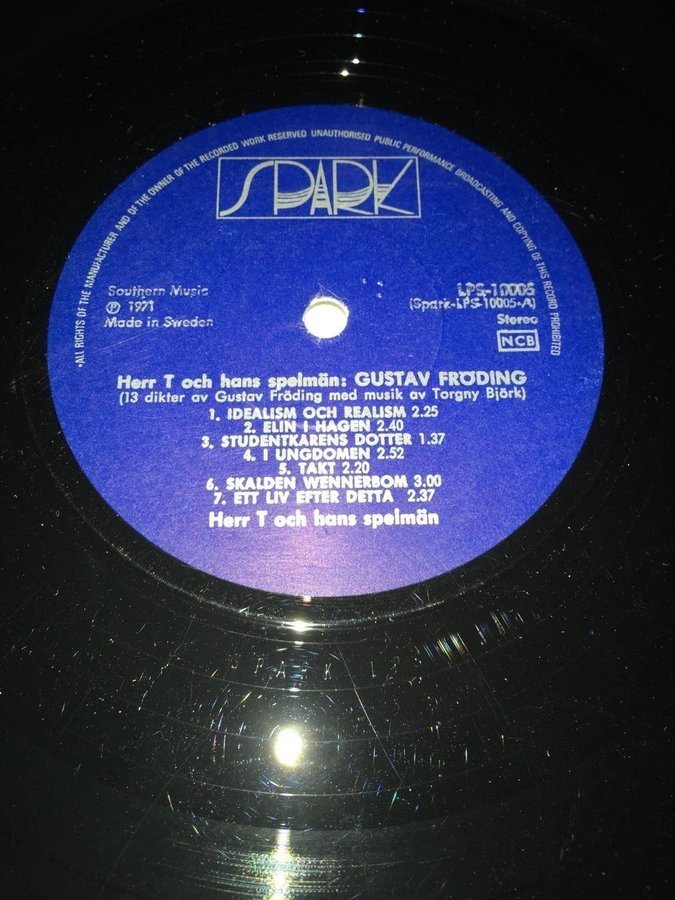 •ALL RIGHTS OF THE MANUFACTURER AND OF THE OWNER OF THE RECORDED WORK RESERVED UNAUTHORISED PUBLIC PERFORMANCE BROADCASTING AND COPYING OF THIS RECORD PROHIBITED
SPARK
Southern Music
℗ 1971
Made in Sweden
LPS-10005
(Spark-LPS-10005-A)
Stereo
NCB
Herr T och hans spelmän: GUSTAV FRÖDING
(13 dikter av Gustav Fröding med musik av Torgny Björk)
1. IDEALISM OCH REALISM 2.25
2. ELIN I HAGEN 2.40
3. STUDENTKARENS DOTTER 1.37
4. I UNGDOMEN 2.52
5. TAKT 2.20
6. SKALDEN WENNERBOM 3.00
7. ETT LIV EFTER DETTA 2.37
Herr T och hans spelmän
SPARK LPS